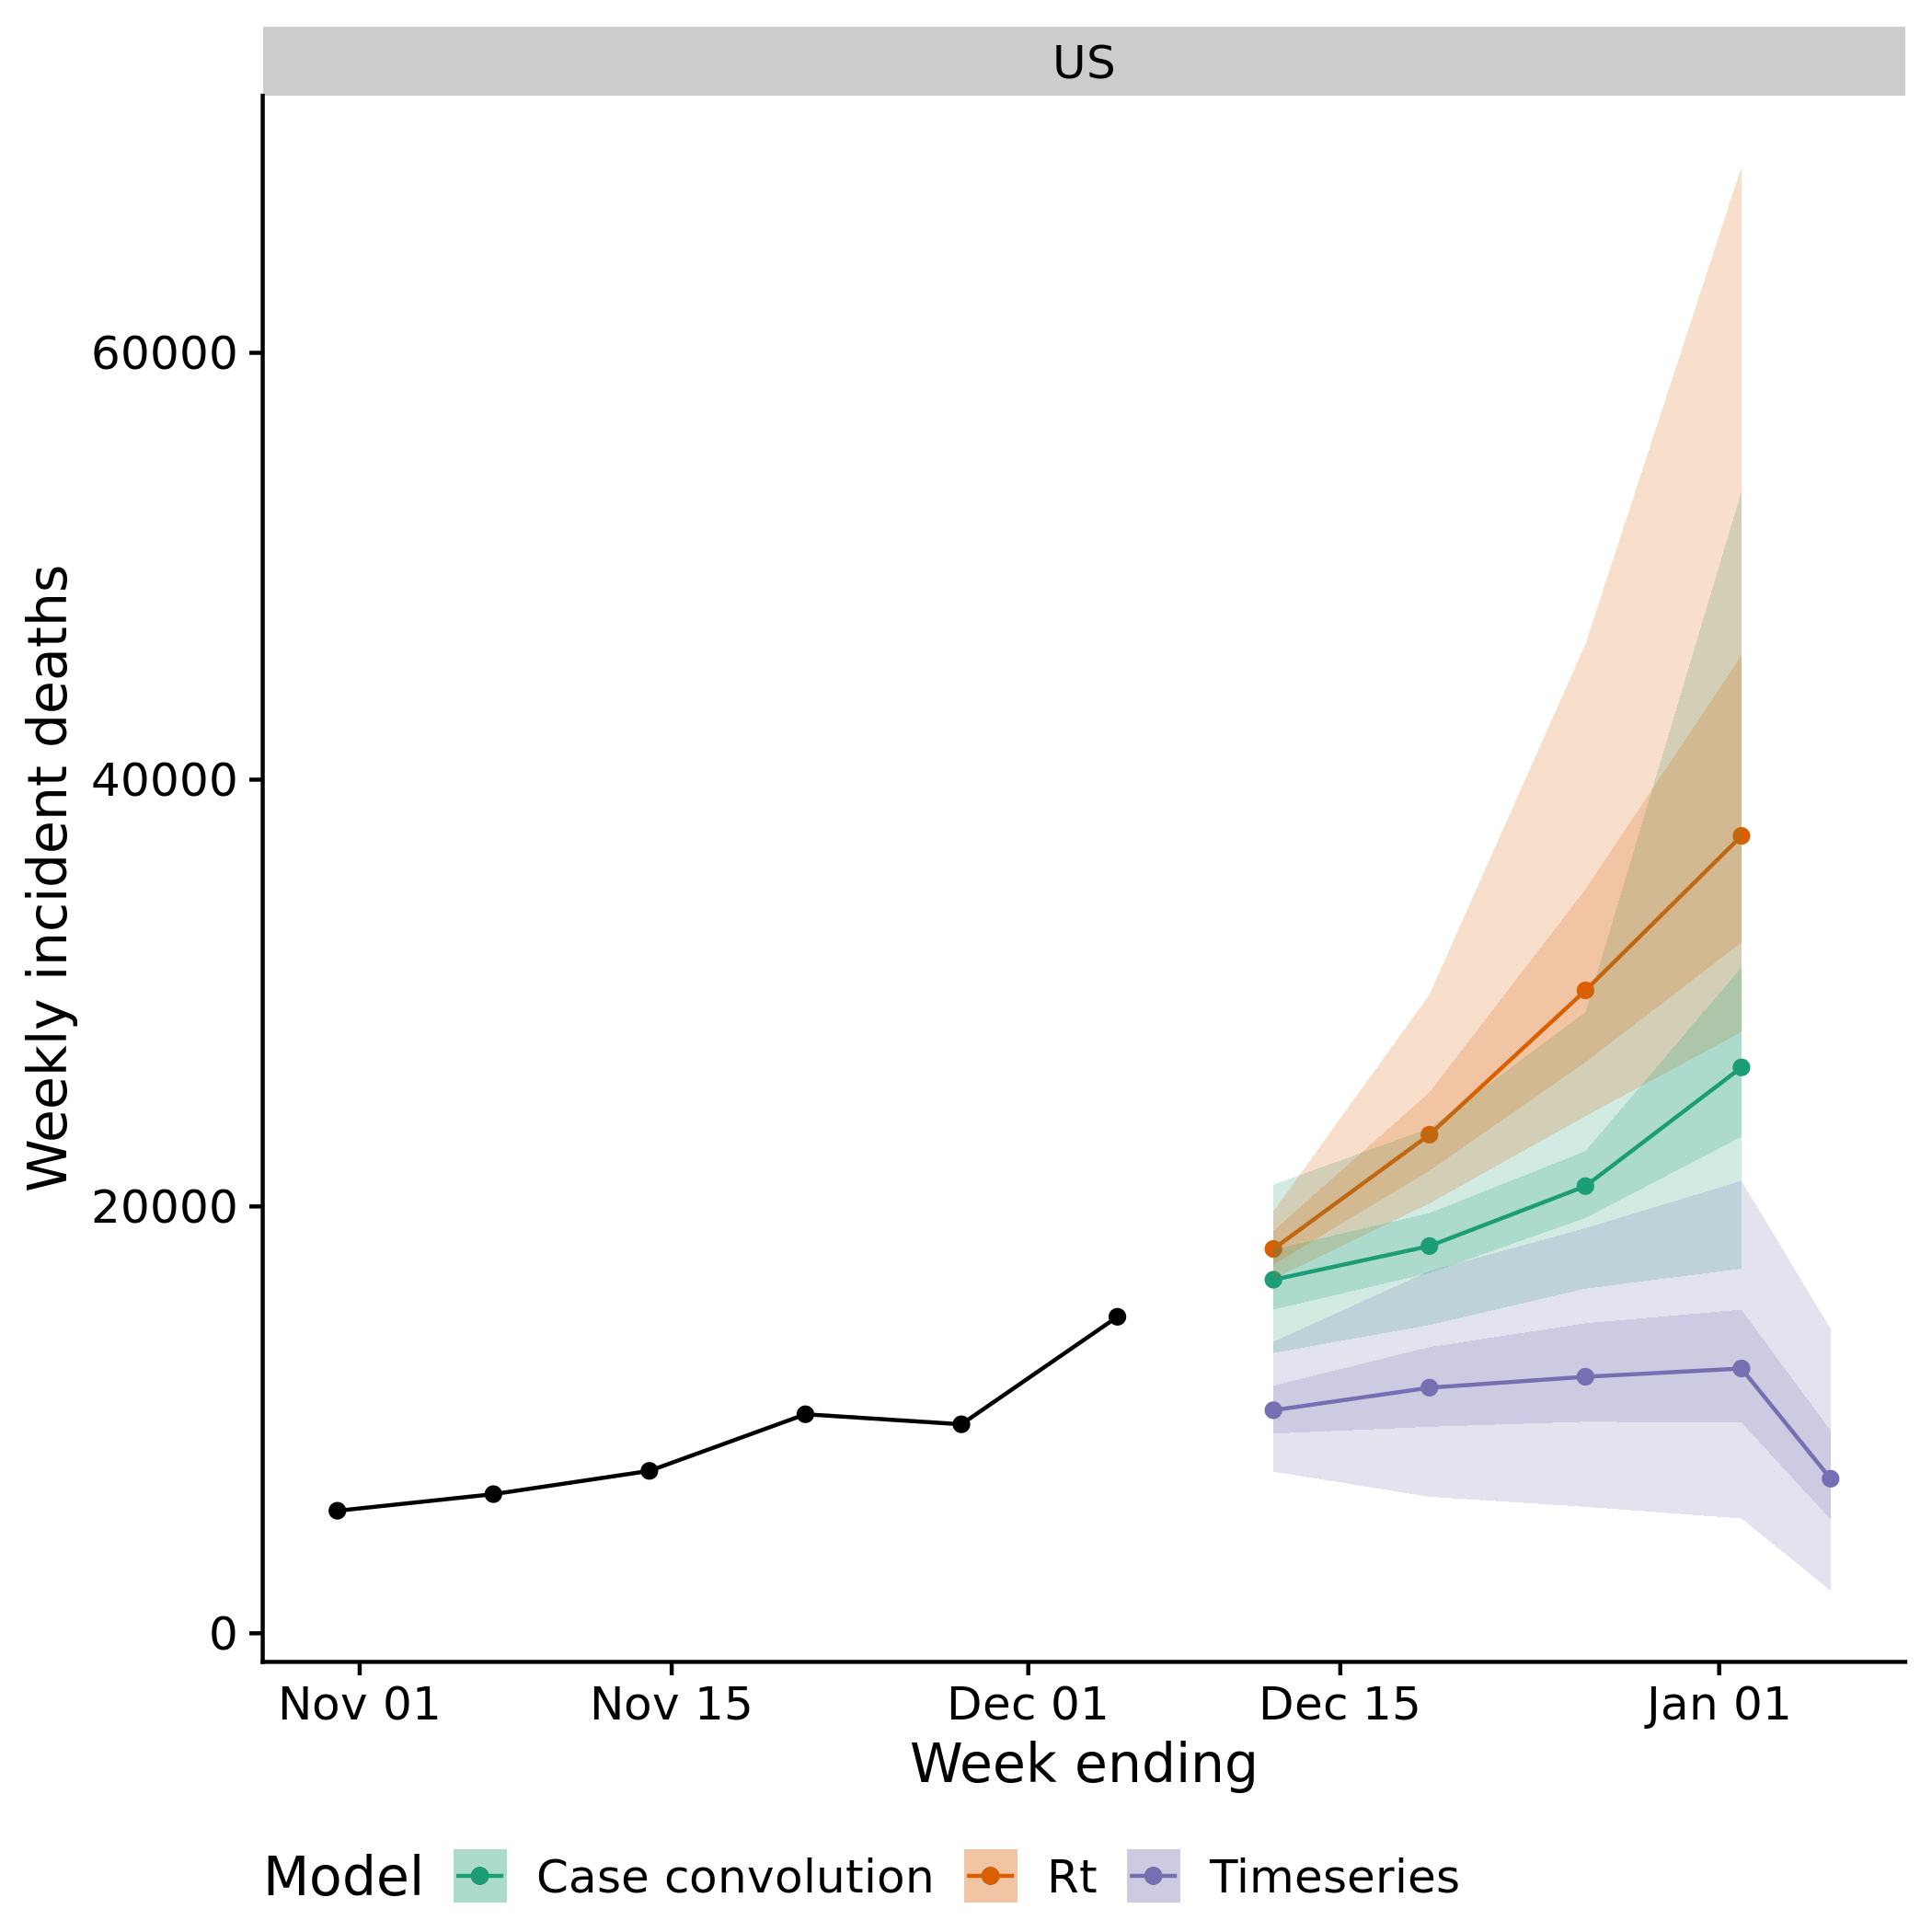 US
Weekly incident deaths
60000
40000
20000
0
Nov 01 Nov 15 Dec 01 Dec 15 Jan 01
Week ending
Model Case convolution Rt Timeseries